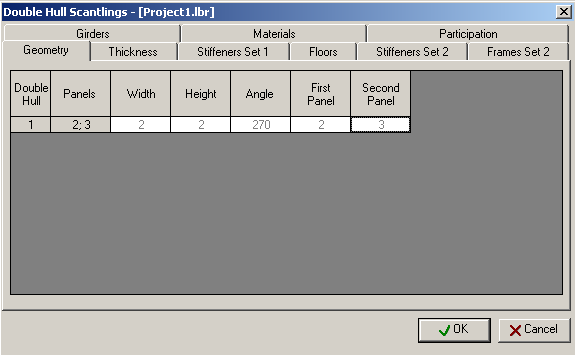 Double Hull Scantlings - [Project1.lbr]
Girders Materials Participation
Geometry Thickness Stiffeners Set 1 Floors Stiffeners Set 2 Frames Set 2
Double Hull Panels Width Height Angle First Panel Second Panel
1 2; 3 2 2 270 2 3
OK Cancel